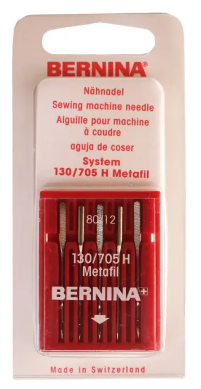 BERNINA®
Nähnadel
Sewing machine needle
Aiguille pour machine
à coudre
aguja de coser
System
130/705 H Metafil
80/12
130/705 H
Metafil
BERNINA+
Made in Switzerland